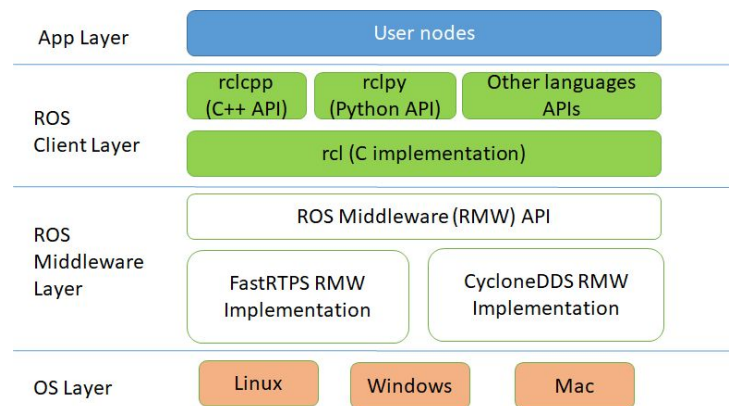 App Layer
User nodes
ROS
Client Layer
rclcpp
(C++ API)
rclpy
(Python API)
Other languages
APIs
rcl (C implementation)
ROS
Middleware
Layer
ROS Middleware (RMW) API
FastRTPS RMW
Implementation
CycloneDDS RMW
Implementation
OS Layer
Linux
Windows
Mac